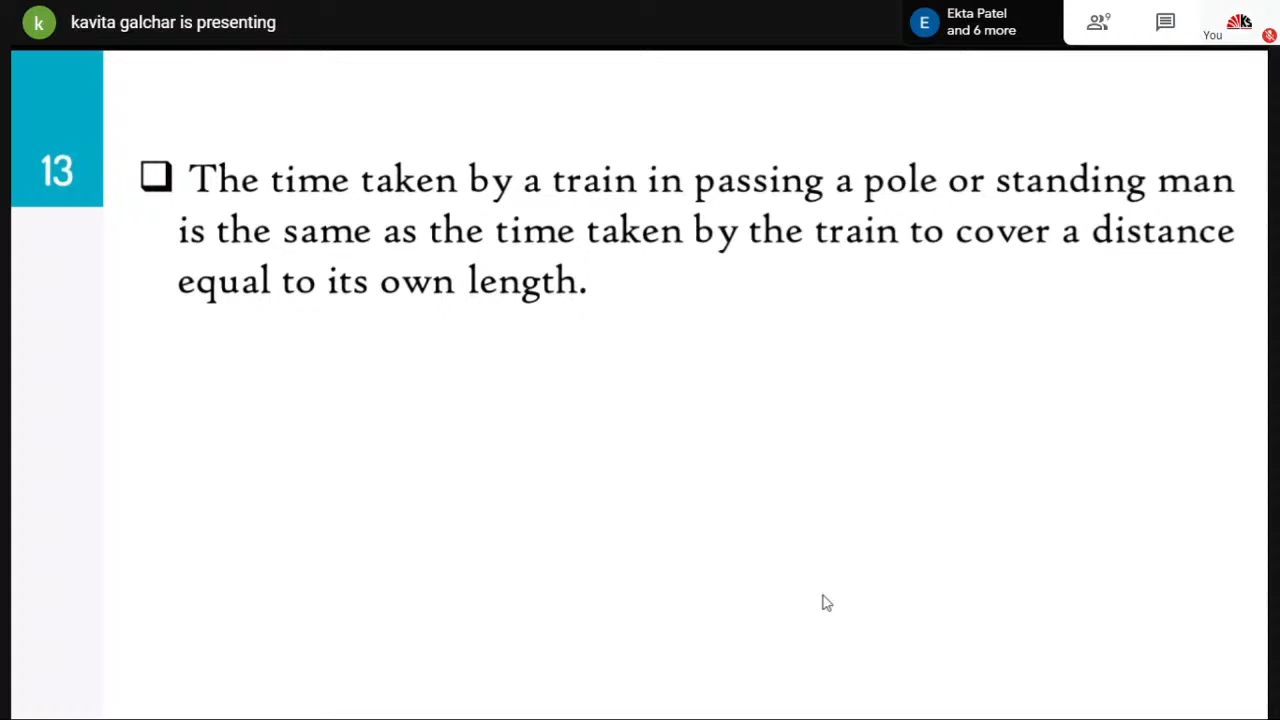 k kavita galchar is presenting
E Ekta Patel
and 6 more
9
You
ks
13
The time taken by a train in passing a pole or standing man
is the same as the time taken by the train to cover a distance
equal to its own length.